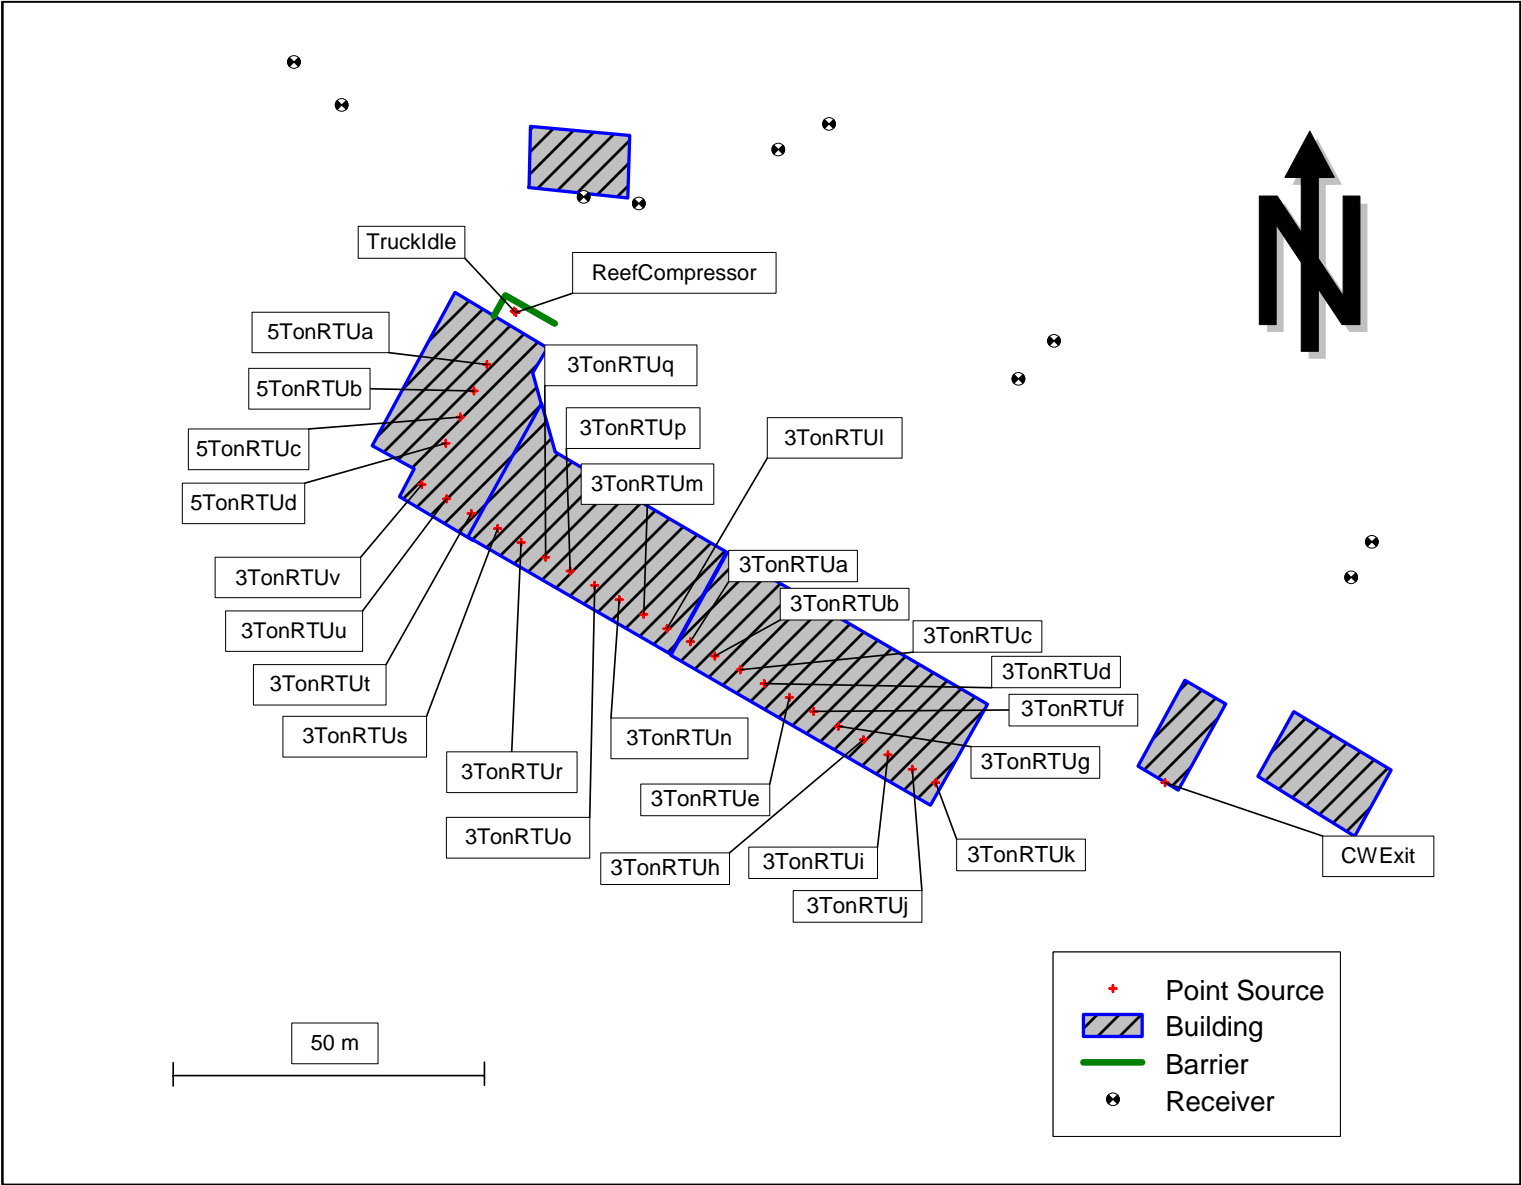 N
TruckIdle
ReefCompressor
5TonRTUa
3TonRTUq
5TonRTUb
3TonRTUp
3TonRTUl
5TonRTUc
3TonRTUm
5TonRTUd
3TonRTUa
3TonRTUv
3TonRTUb
3TonRTUu
3TonRTUc
3TonRTUd
3TonRTUt
3TonRTUf
3TonRTUs
3TonRTUn
3TonRTUg
3TonRTUr
3TonRTUe
3TonRTUo
3TonRTUh
3TonRTUi
3TonRTUk
CWExit
3TonRTUj
Point Source
Building
Barrier
Receiver
50 m